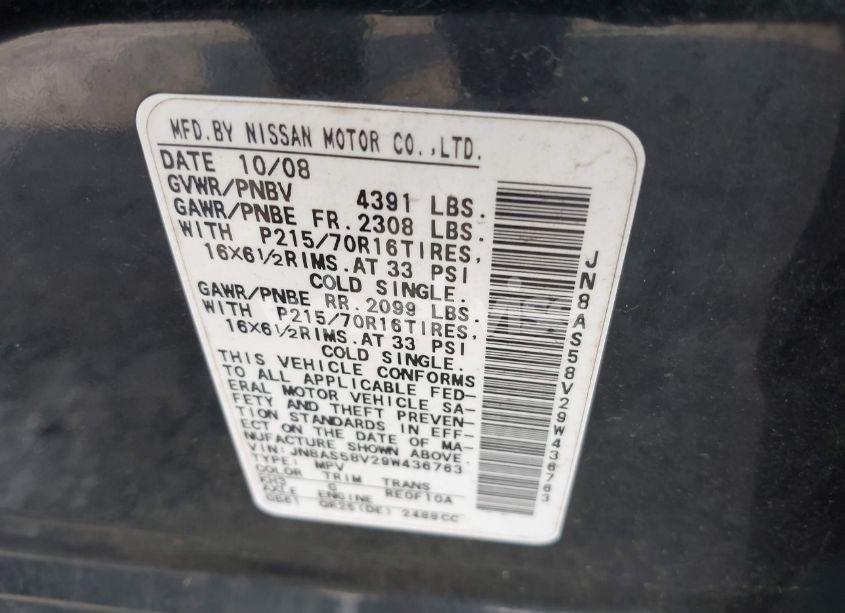 MFD.BY NISSAN MOTOR CO.,LTD.
DATE 10/08
GVWR/PNBV 4391 LBS.
GAWR/PNBE FR.2308 LBS.
WITH P215/70R16TIRES,
16X6½RIMS.AT 33 PSI
COLD SINGLE.
GAWR/PNBE RR.2099 LBS.
WITH P215/70R16TIRES,
16X6½RIMS.AT 33 PSI
COLD SINGLE.
THIS VEHICLE CONFORMS
TO ALL APPLICABLE FED-
ERAL MOTOR VEHICLE SA-
FETY AND THEFT PREVEN-
TION STANDARDS IN EFF-
ECT ON THE DATE OF MA-
NUFACTURE SHOWN ABOVE.
VIN: JN8AS58V29W436763
TYPE: MPV
COLOR TRIM TRANS
KH3 G RE0F10A
AXLE ENGINE
QR25(DE) 2488CC
JN8AS58V29W436763